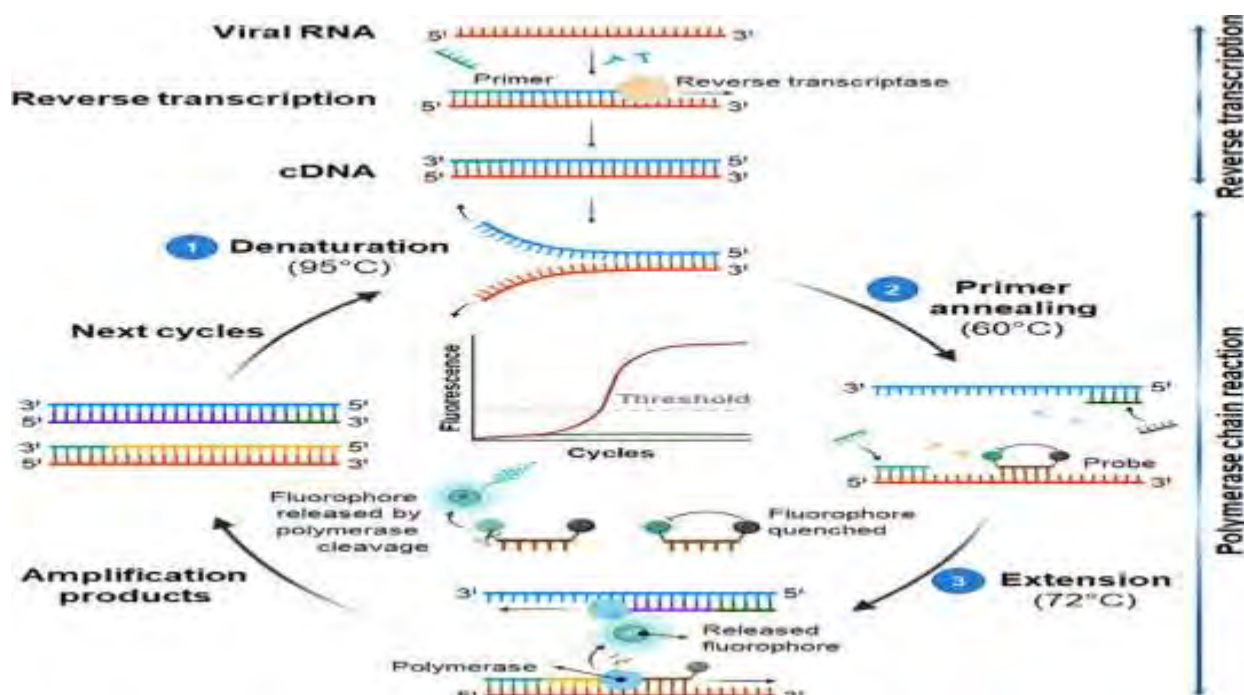 Viral RNA
5'
3'
Primer
Reverse transcriptase
Reverse transcription
5'
3'
3'
5'
cDNA
5'
3'
1 Denaturation
(95°C)
5'
3'
2 Primer
annealing
(60°C)
Next cycles
Fluorescence
Threshold
Cycles
3'
5'
5'
3'
3'
5'
5'
3'
3'
5'
Probe
5'
3'
Fluorophore
released by
polymerase
cleavage
Fluorophore
quenched
3 Extension
(72°C)
Amplification
products
3'
5'
Released
fluorophore
Polymerase
5'
3'
Reverse transcription
Polymerase chain reaction